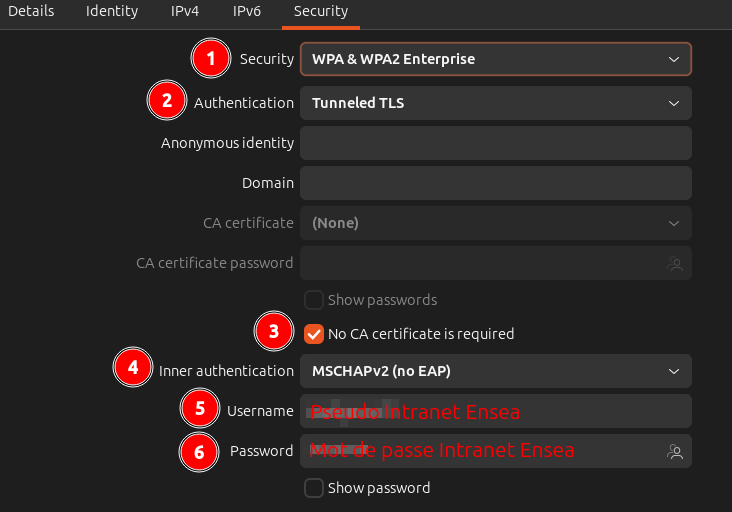 Details Identity IPv4 IPv6 Security
1 Security WPA & WPA2 Enterprise
2 Authentication Tunneled TLS
Anonymous identity
Domain
CA certificate (None)
CA certificate password
Show passwords
3 No CA certificate is required
4 Inner authentication MSCHAPv2 (no EAP)
5 Username Pseudo Intranet Ensea
6 Password Mot de passe Intranet Ensea
Show password